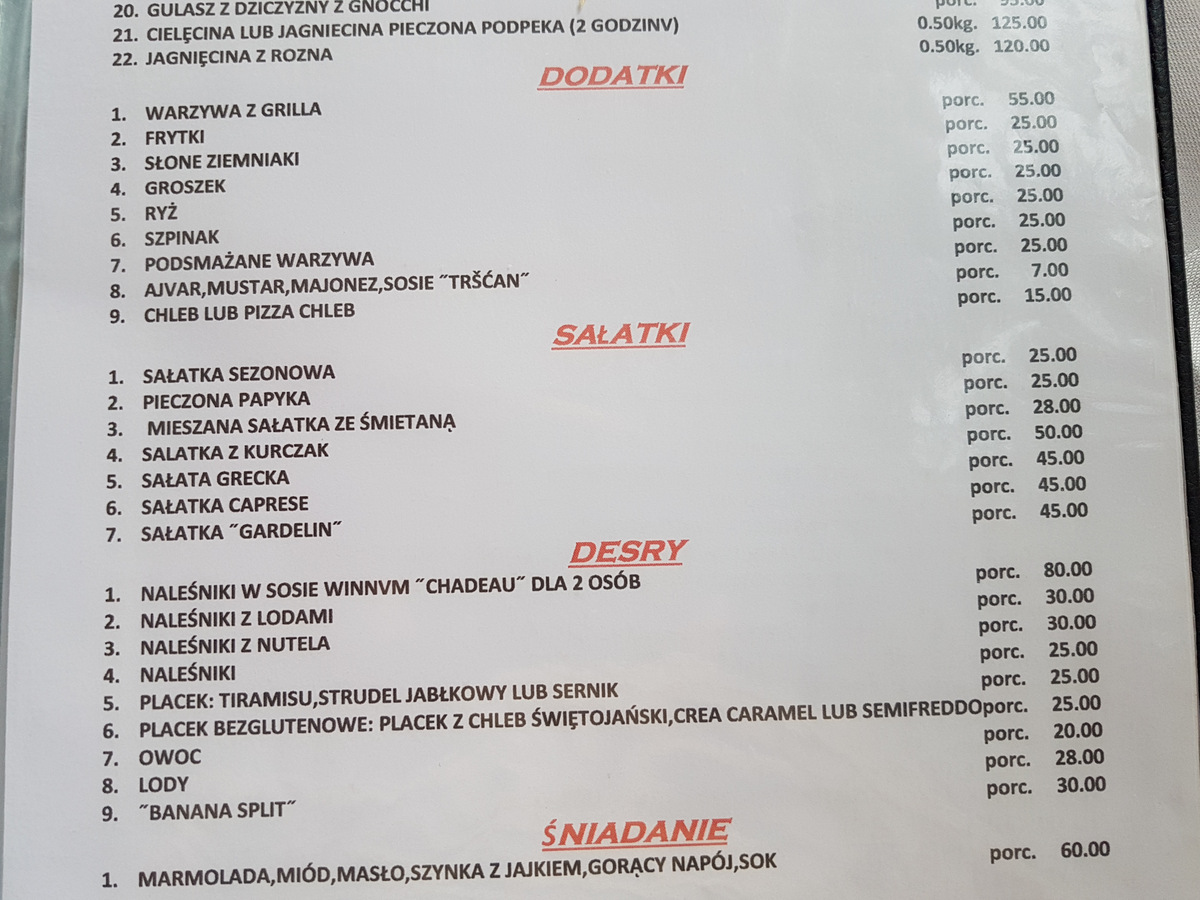 20. GULASZ Z DZICZYZNY Z GNOCCHI porc. 95.00
21. CIELĘCINA LUB JAGNIECINA PIECZONA PODPEKA (2 GODZINV) 0.50kg. 125.00
22. JAGNIĘCINA Z ROZNA 0.50kg. 120.00
DODATKI
1. WARZYWA Z GRILLA porc. 55.00
2. FRYTKI porc. 25.00
3. SŁONE ZIEMNIAKI porc. 25.00
4. GROSZEK porc. 25.00
5. RYŻ porc. 25.00
6. SZPINAK porc. 25.00
7. PODSMAŻANE WARZYWA porc. 25.00
8. AJVAR,MUSTAR,MAJONEZ,SOSIE ˝TRŠĆAN˝ porc. 7.00
9. CHLEB LUB PIZZA CHLEB porc. 15.00
SAŁATKI
1. SAŁATKA SEZONOWA porc. 25.00
2. PIECZONA PAPYKA porc. 25.00
3. MIESZANA SAŁATKA ZE ŚMIETANĄ porc. 28.00
4. SALATKA Z KURCZAK porc. 50.00
5. SAŁATA GRECKA porc. 45.00
6. SAŁATKA CAPRESE porc. 45.00
7. SAŁATKA ˝GARDELIN˝ porc. 45.00
DESRY
1. NALEŚNIKI W SOSIE WINNVM ˝CHADEAU˝ DLA 2 OSÓB porc. 80.00
2. NALEŚNIKI Z LODAMI porc. 30.00
3. NALEŚNIKI Z NUTELA porc. 30.00
4. NALEŚNIKI porc. 25.00
5. PLACEK: TIRAMISU,STRUDEL JABŁKOWY LUB SERNIK porc. 25.00
6. PLACEK BEZGLUTENOWE: PLACEK Z CHLEB ŚWIĘTOJAŃSKI,CREA CARAMEL LUB SEMIFREDDOporc. 25.00
7. OWOC porc. 20.00
8. LODY porc. 28.00
9. ˝BANANA SPLIT˝ porc. 30.00
ŚNIADANIE
1. MARMOLADA,MIÓD,MASŁO,SZYNKA Z JAJKIEM,GORĄCY NAPÓJ,SOK porc. 60.00